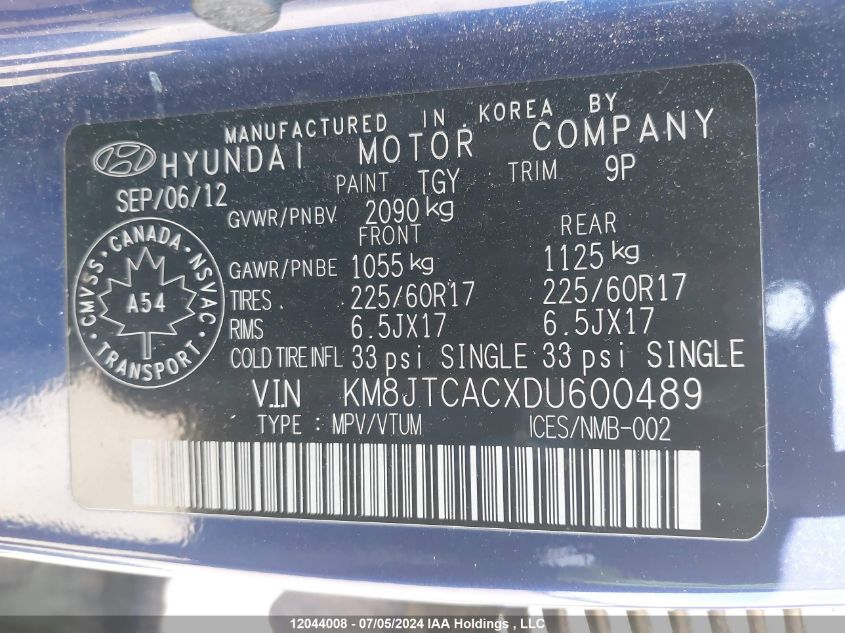 MANUFACTURED IN KOREA BY
HYUNDAI MOTOR COMPANY
SEP/06/12 PAINT TGY TRIM 9P
GVWR/PNBV 2090 kg
FRONT REAR
GAWR/PNBE 1055 kg 1125 kg
TIRES 225/60R17 225/60R17
RIMS 6.5JX17 6.5JX17
COLD TIRE INFL 33 psi SINGLE 33 psi SINGLE
VIN KM8JTCACXDU600489
TYPE : MPV/VTUM ICES/NMB-002
CMVSS · CANADA · NSVAC · TRANSPORT
A54
12044008 - 07/05/2024 IAA Holdings, LLC